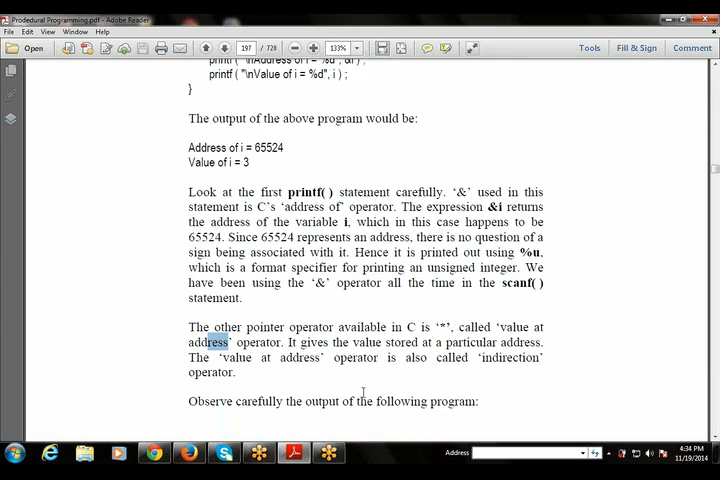 Prodedural Programming.pdf - Adobe Reader
File Edit View Window Help
Open 197 / 728 133% Tools Fill & Sign Comment
printf ( "\nAddress of i = %u", &i ) ;
printf ( "\nValue of i = %d", i ) ;
}
The output of the above program would be:
Address of i = 65524
Value of i = 3
Look at the first printf( ) statement carefully. ‘&’ used in this
statement is C’s ‘address of’ operator. The expression &i returns
the address of the variable i, which in this case happens to be
65524. Since 65524 represents an address, there is no question of a
sign being associated with it. Hence it is printed out using %u,
which is a format specifier for printing an unsigned integer. We
have been using the ‘&’ operator all the time in the scanf( )
statement.
The other pointer operator available in C is ‘*’, called ‘value at
address’ operator. It gives the value stored at a particular address.
The ‘value at address’ operator is also called ‘indirection’
operator.
Observe carefully the output of the following program:
Address
4:34 PM
11/19/2014